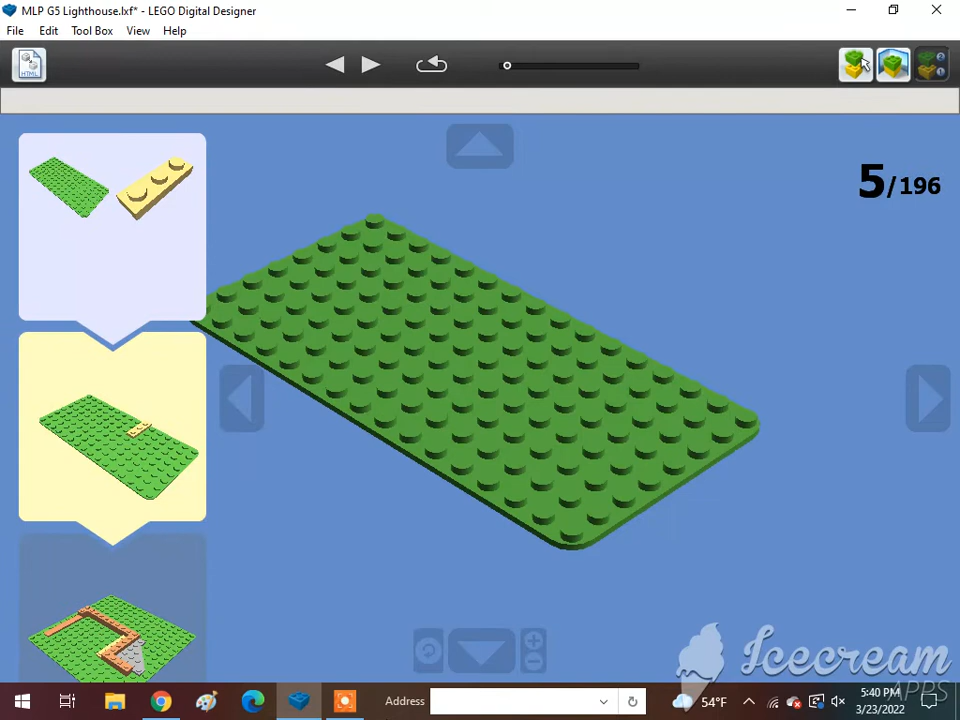 MLP G5 Lighthouse.lxf* - LEGO Digital Designer
File Edit Tool Box View Help
HTML
5/196
Icecream
APPS
Address
54°F
5:40 PM
3/23/2022